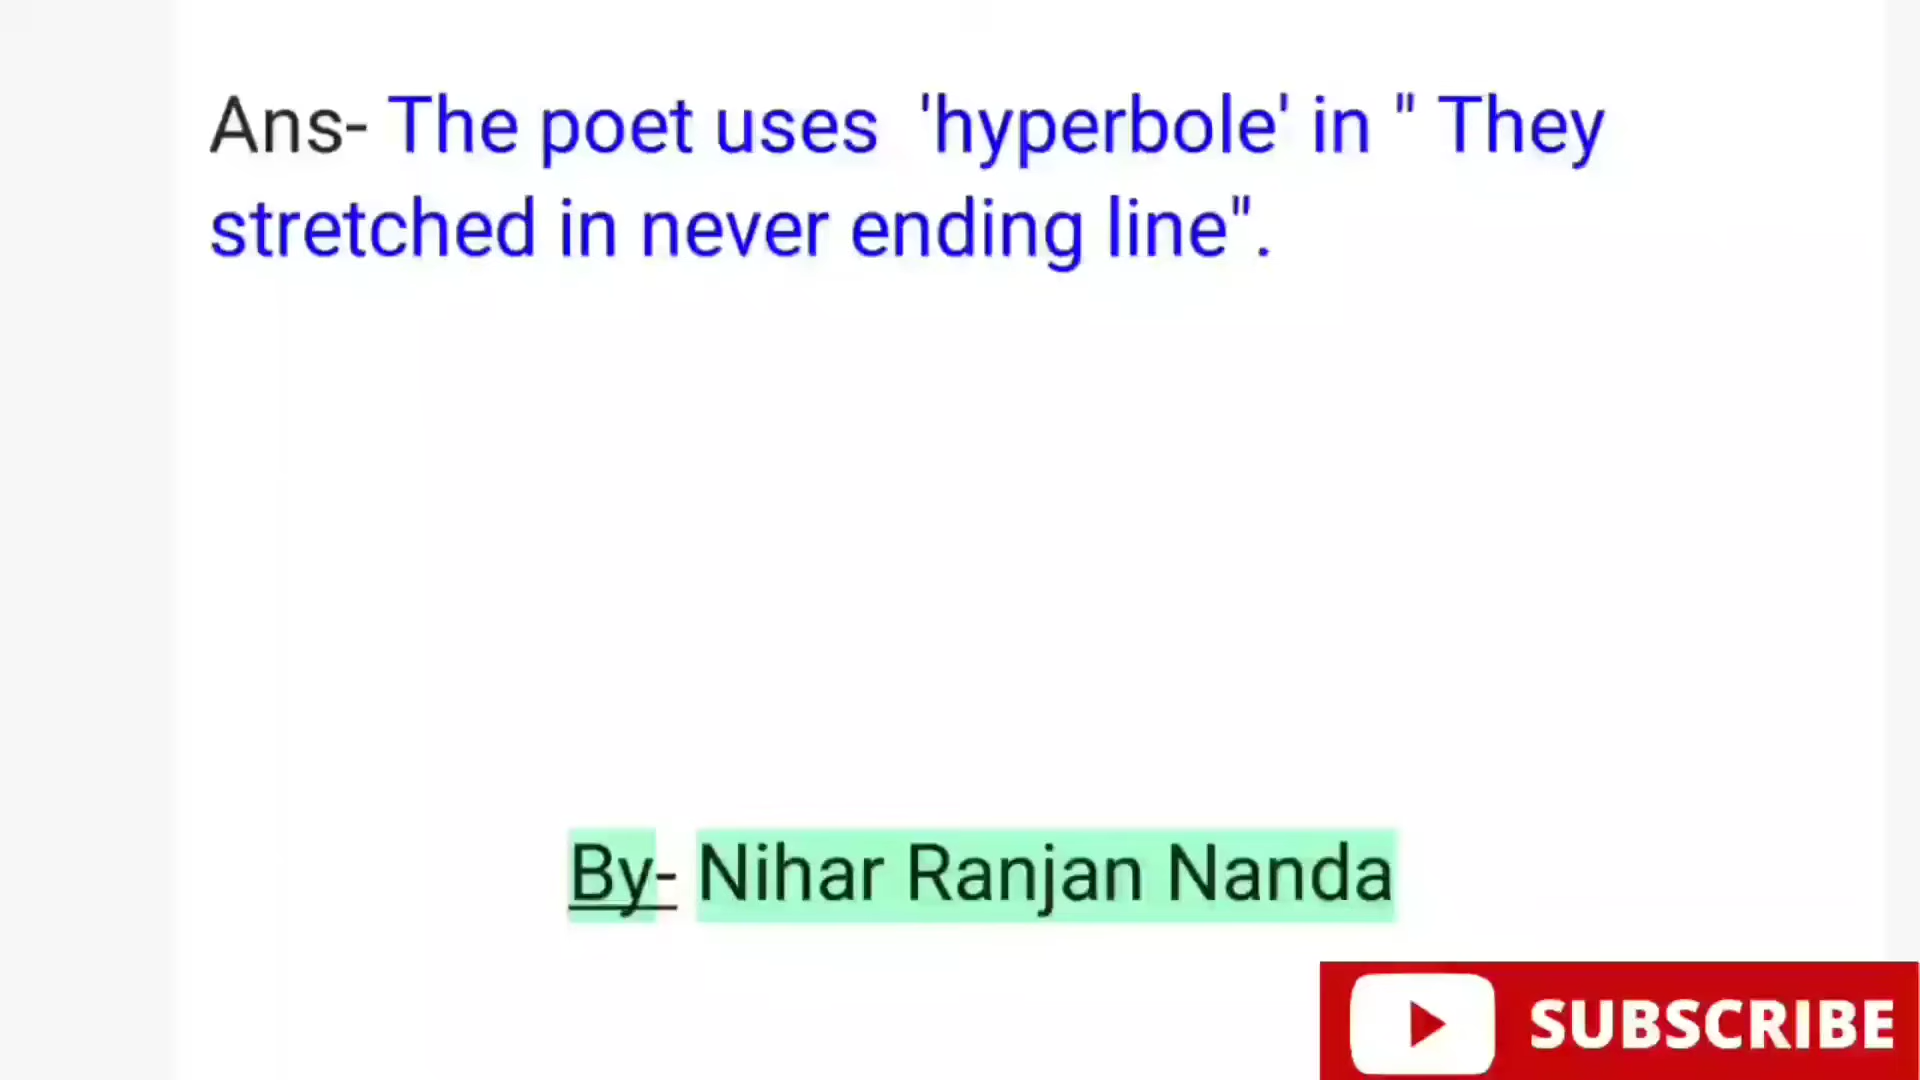 Ans- The poet uses  'hyperbole' in " They
stretched in never ending line".
By- Nihar Ranjan Nanda
SUBSCRIBE